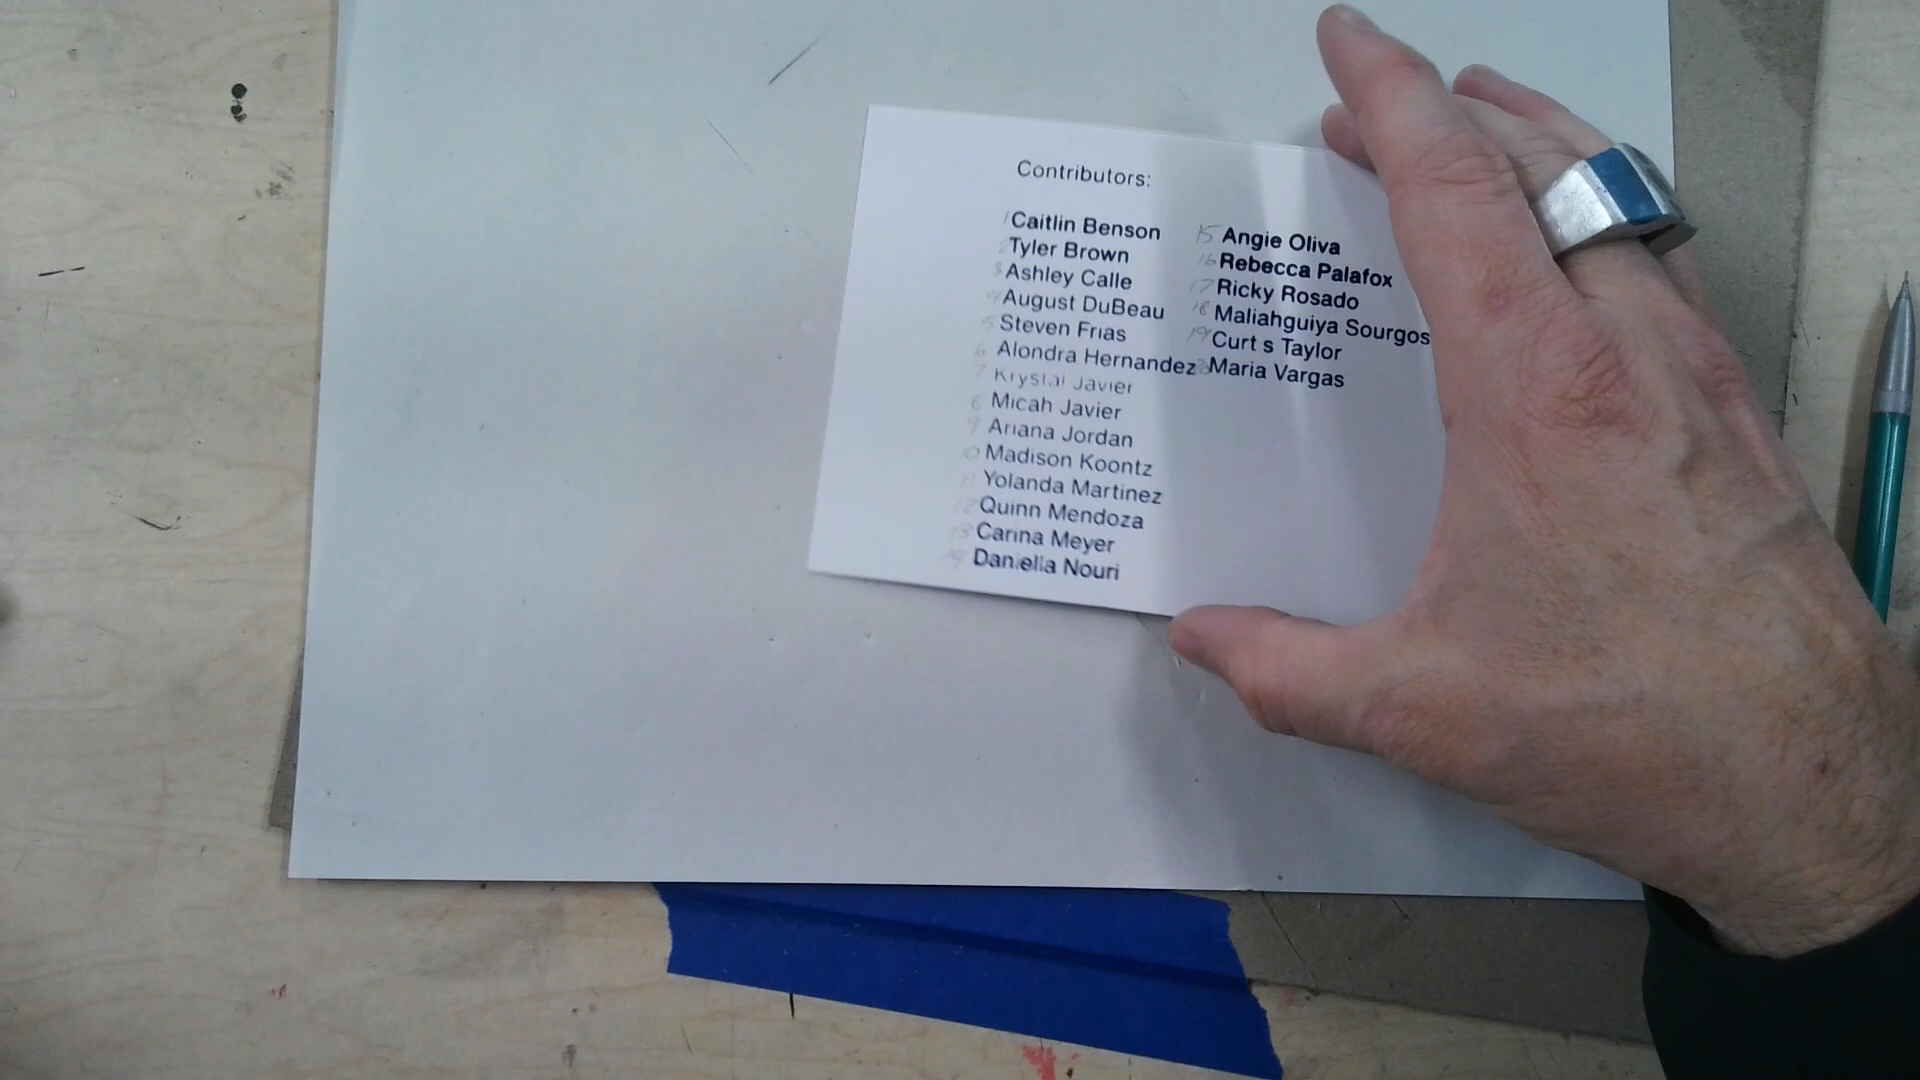 Contributors:
1 Caitlin Benson
2 Tyler Brown
3 Ashley Calle
4 August DuBeau
5 Steven Frias
6 Alondra Hernandez
7 Krystal Javier
8 Micah Javier
9 Ariana Jordan
10 Madison Koontz
11 Yolanda Martinez
12 Quinn Mendoza
13 Carina Meyer
14 Daniella Nouri
15 Angie Oliva
16 Rebecca Palafox
17 Ricky Rosado
18 Maliahguiya Sourgos
19 Curt s Taylor
20 Maria Vargas